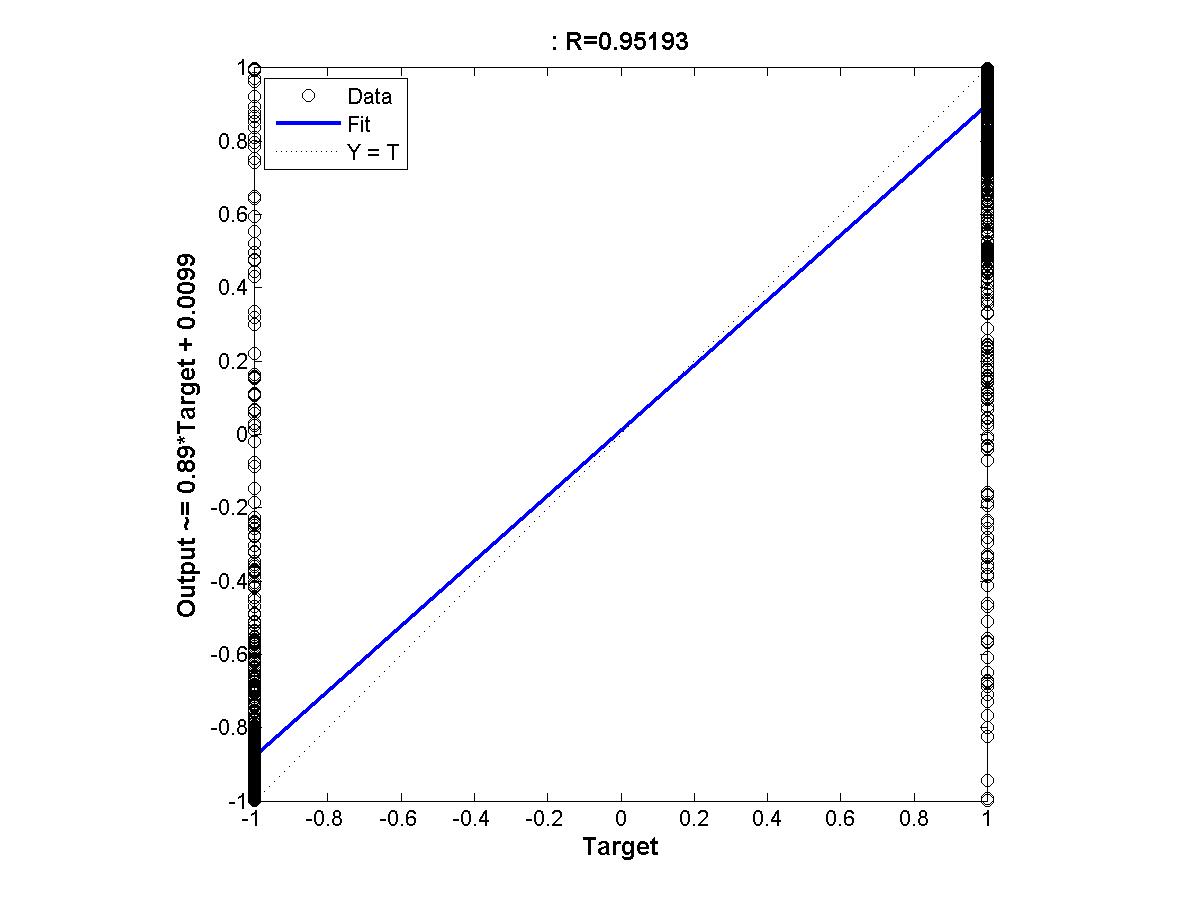 : R=0.95193
Data
Fit
Y = T
1
0.8
0.6
0.4
0.2
0
-0.2
-0.4
-0.6
-0.8
-1
Output ~= 0.89*Target + 0.0099
-1 -0.8 -0.6 -0.4 -0.2 0 0.2 0.4 0.6 0.8 1
Target